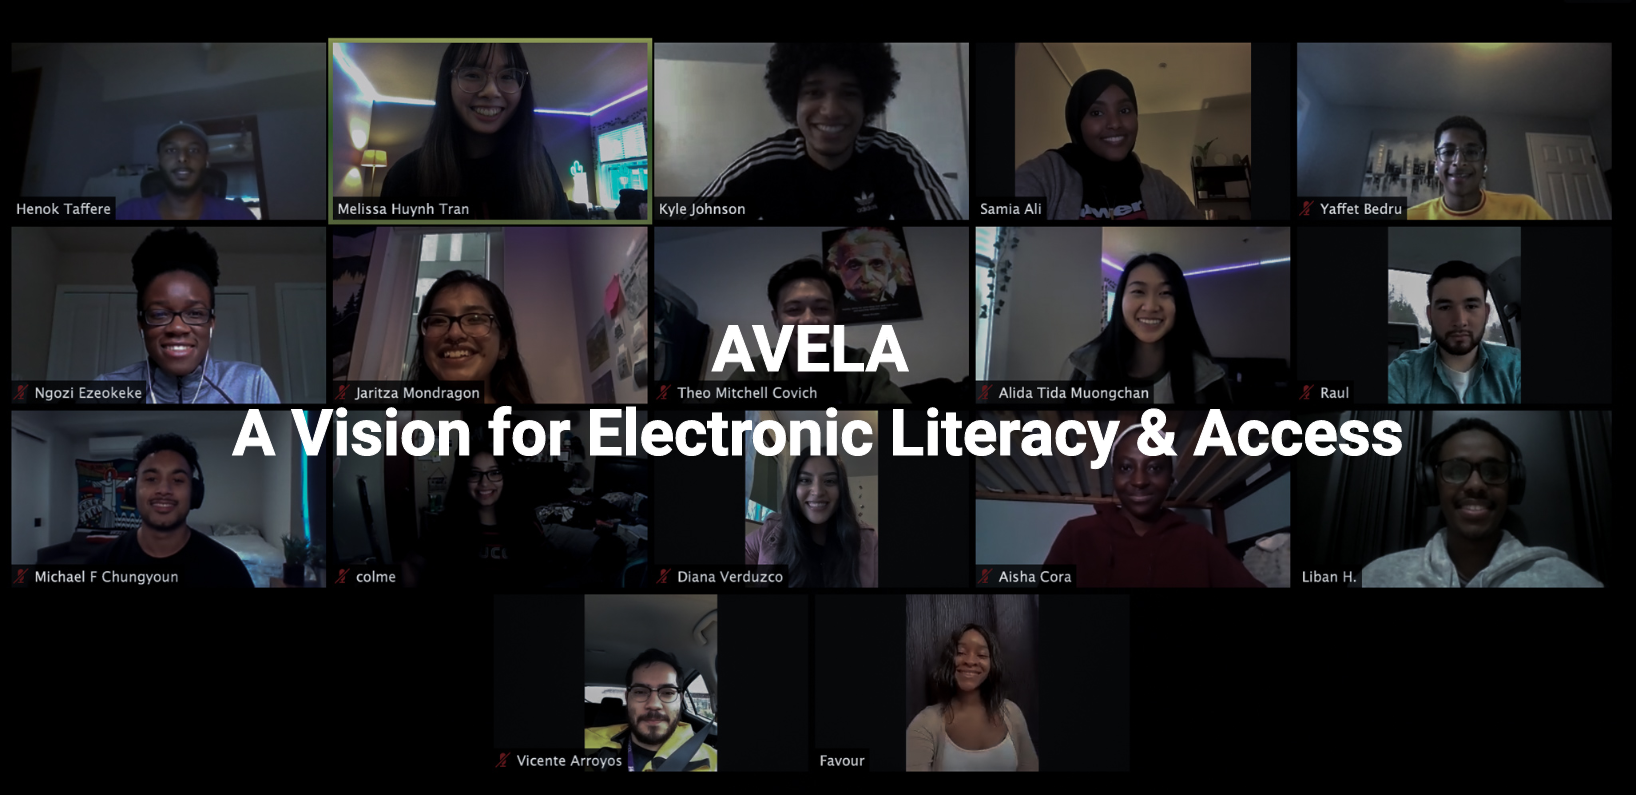 Henok Taffere
Melissa Huynh Tran
Kyle Johnson
adidas
Samia Ali
Yaffet Bedru
Ngozi Ezeokeke
Jaritza Mondragon
Theo Mitchell Covich
Alida Tida Muongchan
Raul
AVELA
A Vision for Electronic Literacy & Access
Michael F Chungyoun
colme
Diana Verduzco
Aisha Cora
Liban H.
Vicente Arroyos
Favour